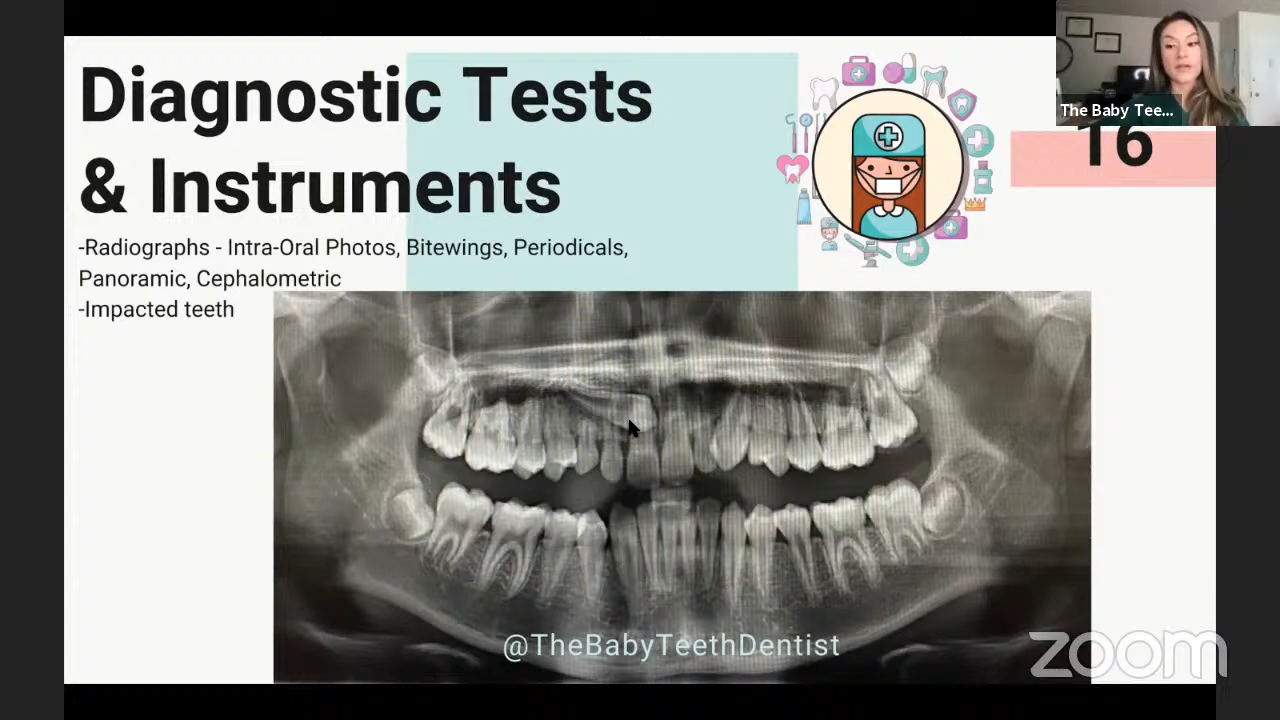 Diagnostic Tests
& Instruments
-Radiographs - Intra-Oral Photos, Bitewings, Periodicals,
Panoramic, Cephalometric
-Impacted teeth
16
The Baby Tee...
@TheBabyTeethDentist
zoom